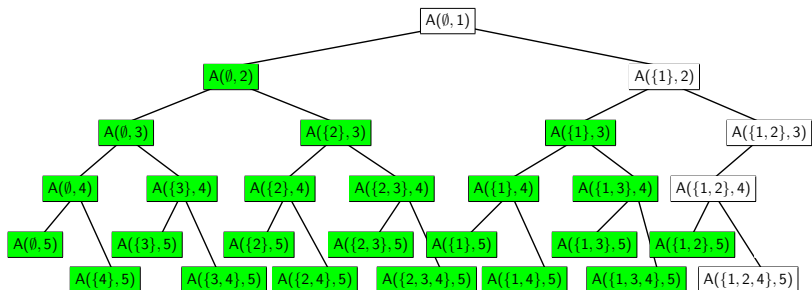 A(∅, 1)
A(∅, 2) A({1}, 2)
A(∅, 3) A({2}, 3) A({1}, 3) A({1, 2}, 3)
A(∅, 4) A({3}, 4) A({2}, 4) A({2, 3}, 4) A({1}, 4) A({1, 3}, 4) A({1, 2}, 4)
A(∅, 5) A({3}, 5) A({2}, 5) A({2, 3}, 5) A({1}, 5) A({1, 3}, 5) A({1, 2}, 5)
A({4}, 5) A({3, 4}, 5) A({2, 4}, 5) A({2, 3, 4}, 5) A({1, 4}, 5) A({1, 3, 4}, 5) A({1, 2, 4}, 5)